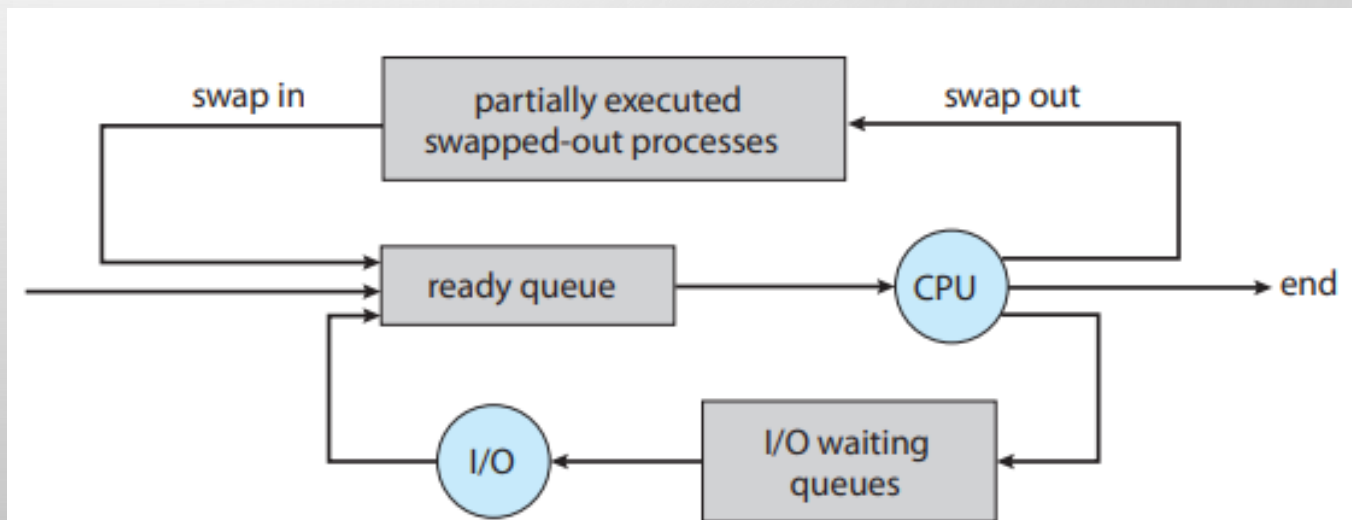 swap in
partially executed
swapped-out processes
swap out
ready queue
CPU
end
I/O
I/O waiting
queues